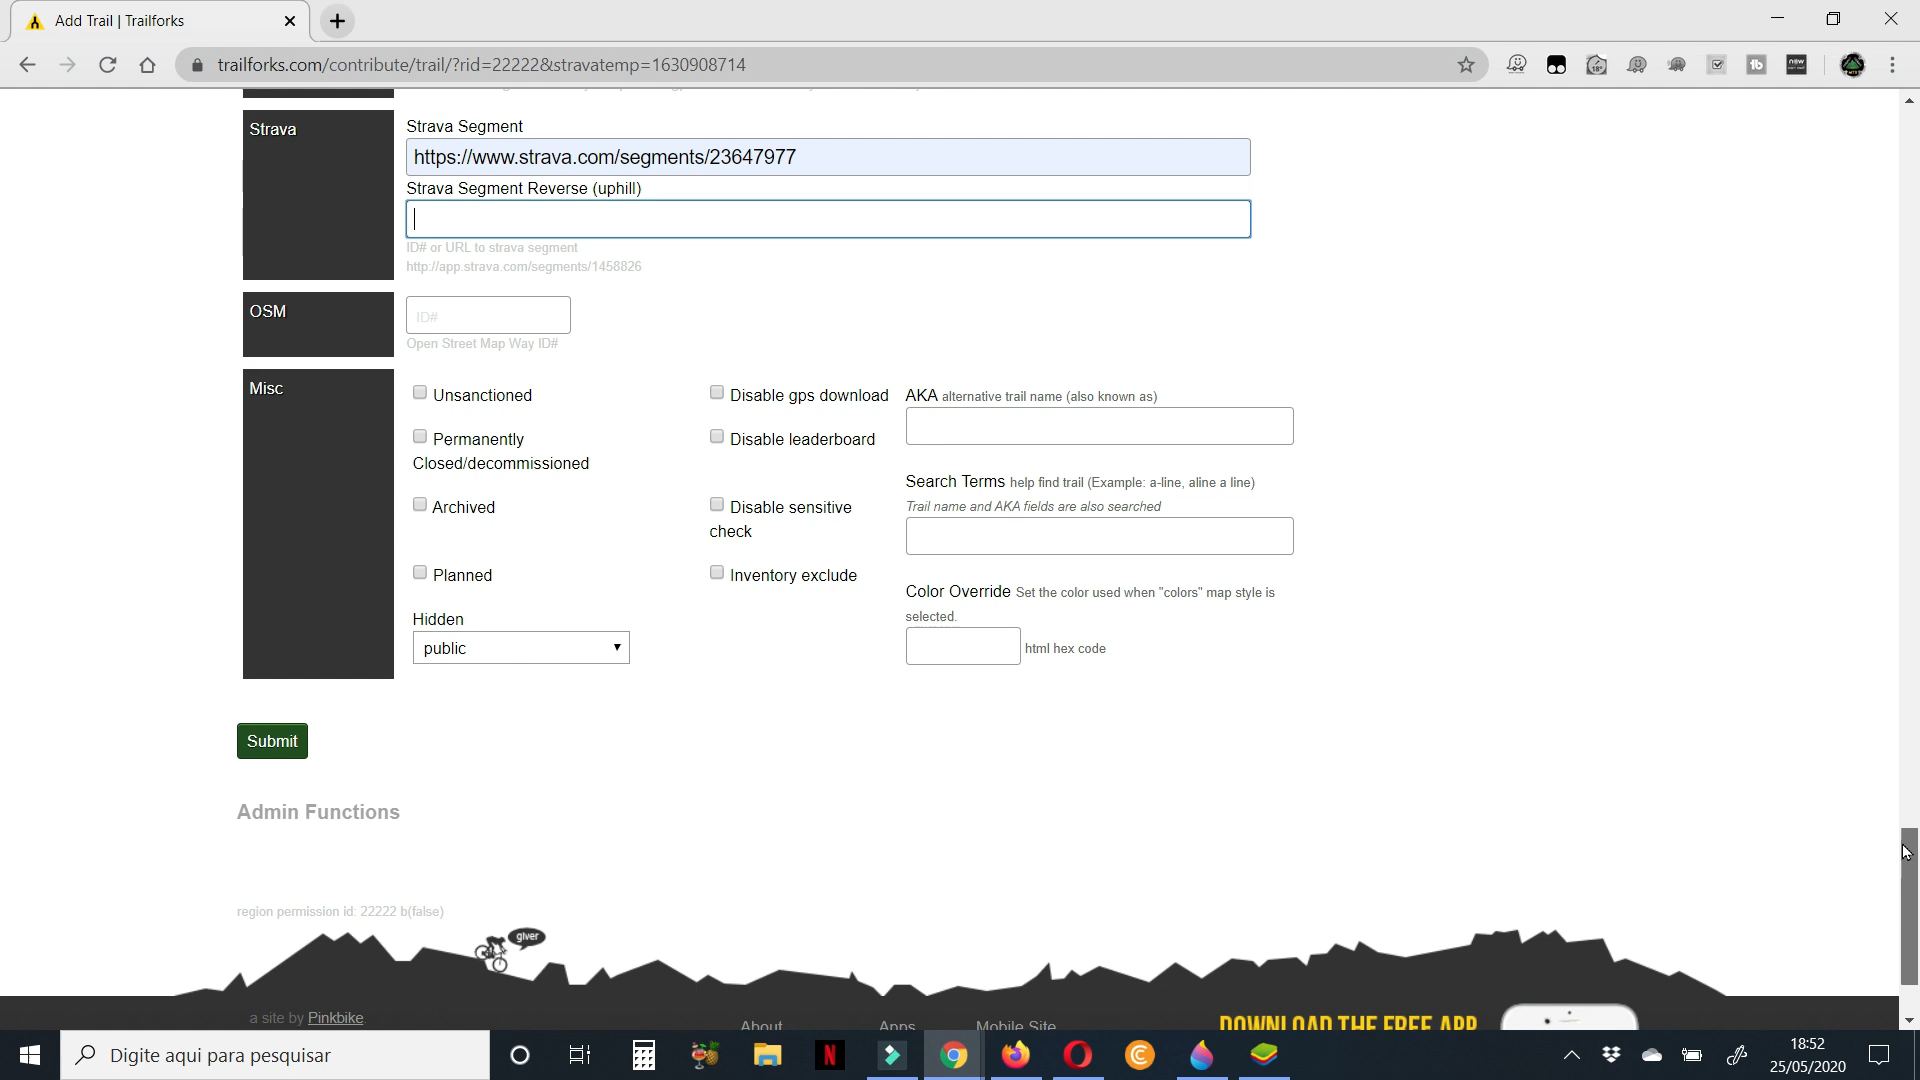 Add Trail | Trailforks
trailforks.com/contribute/trail/?rid=22222&stravatemp=1630908714
Strava
Strava Segment
https://www.strava.com/segments/23647977
Strava Segment Reverse (uphill)
ID# or URL to strava segment
http://app.strava.com/segments/1458826
OSM
ID#
Open Street Map Way ID#
Misc
Unsanctioned
Disable gps download
AKA alternative trail name (also known as)
Permanently
Closed/decommissioned
Disable leaderboard
Search Terms help find trail (Example: a-line, aline a line)
Trail name and AKA fields are also searched
Archived
Disable sensitive
check
Planned
Inventory exclude
Color Override Set the color used when "colors" map style is
selected.
html hex code
Hidden
public
Submit
Admin Functions
region permission id: 22222 b(false)
giver
a site by Pinkbike
About
Apps
Mobile Site
DOWNLOAD THE FREE APP
Digite aqui para pesquisar
18:52
25/05/2020